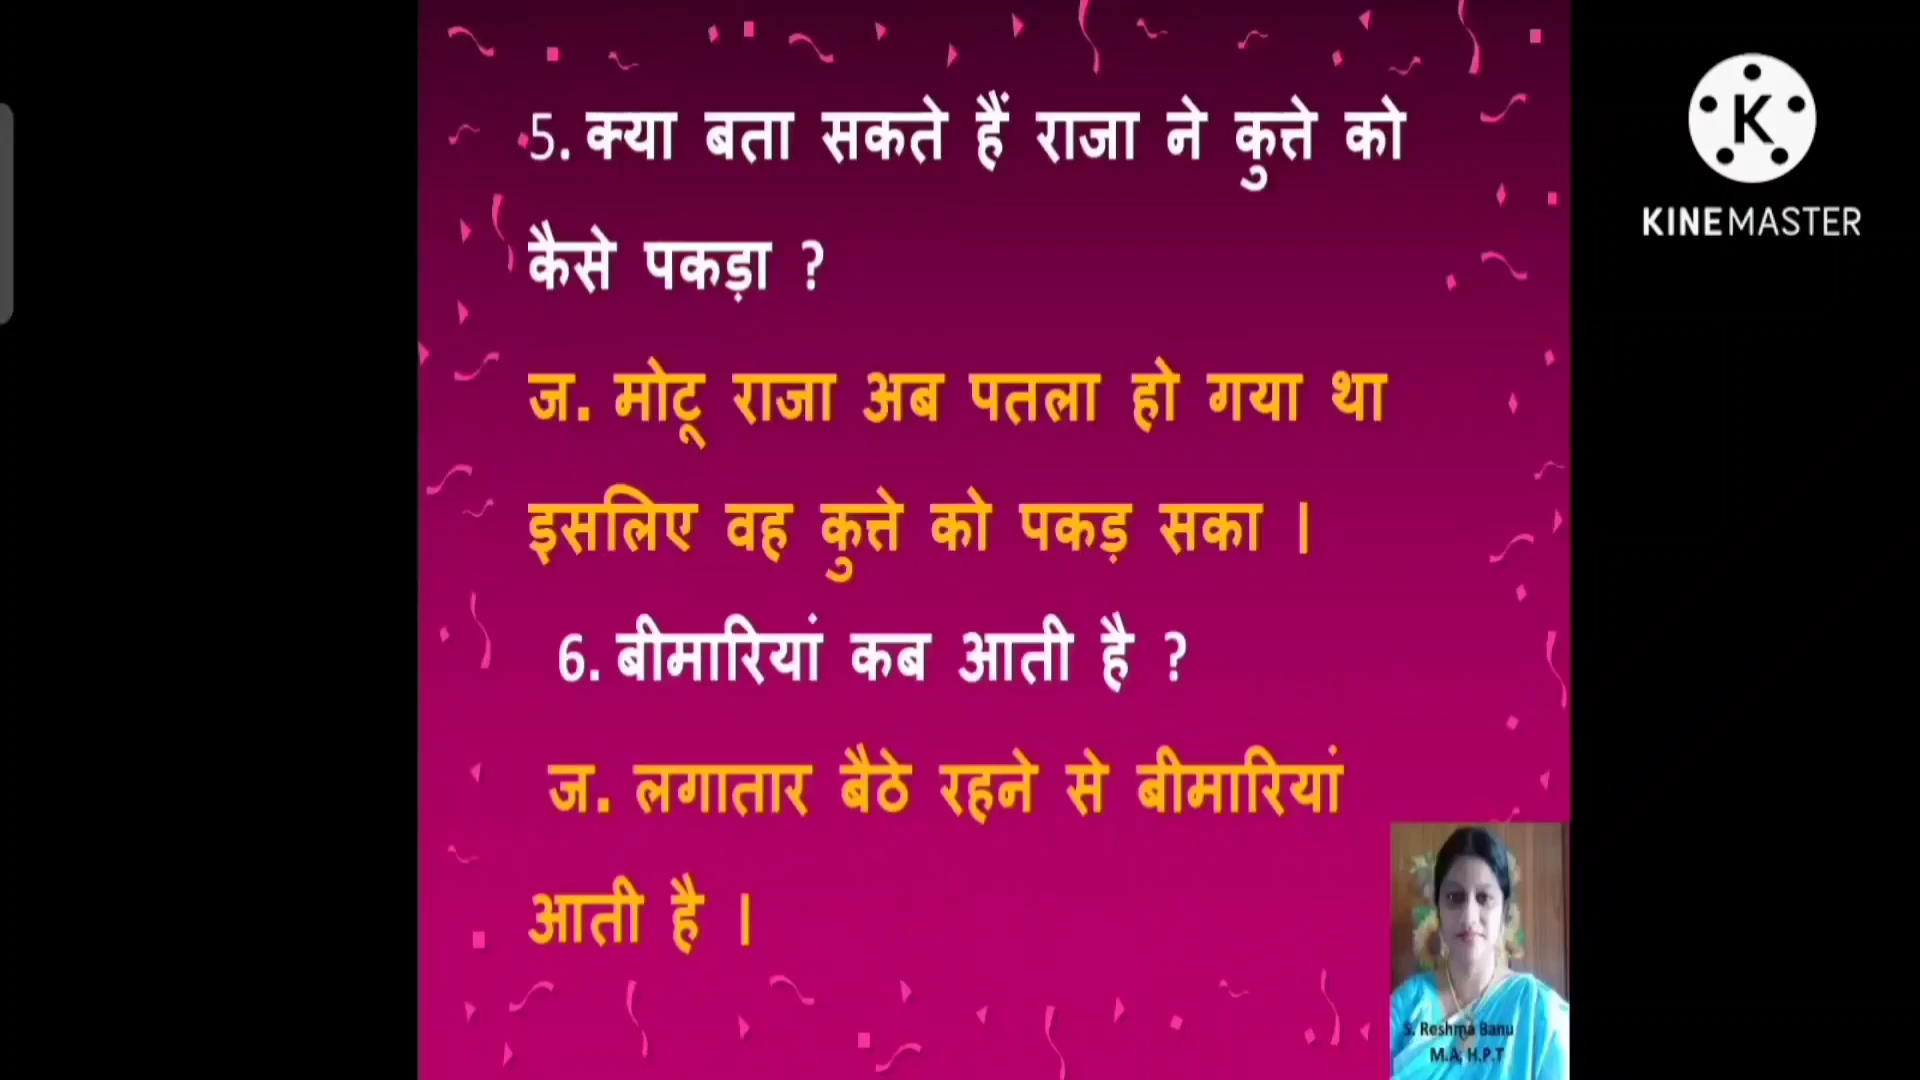 5. क्या बता सकते हैं राजा ने कुत्ते को
कैसे पकड़ा ?
ज. मोटू राजा अब पतला हो गया था
इसलिए वह कुत्ते को पकड़ सका ।
6. बीमारियां कब आती है ?
ज. लगातार बैठे रहने से बीमारियां
आती है ।
K
KINEMASTER
S. Reshma Banu
M.A; H.P.T